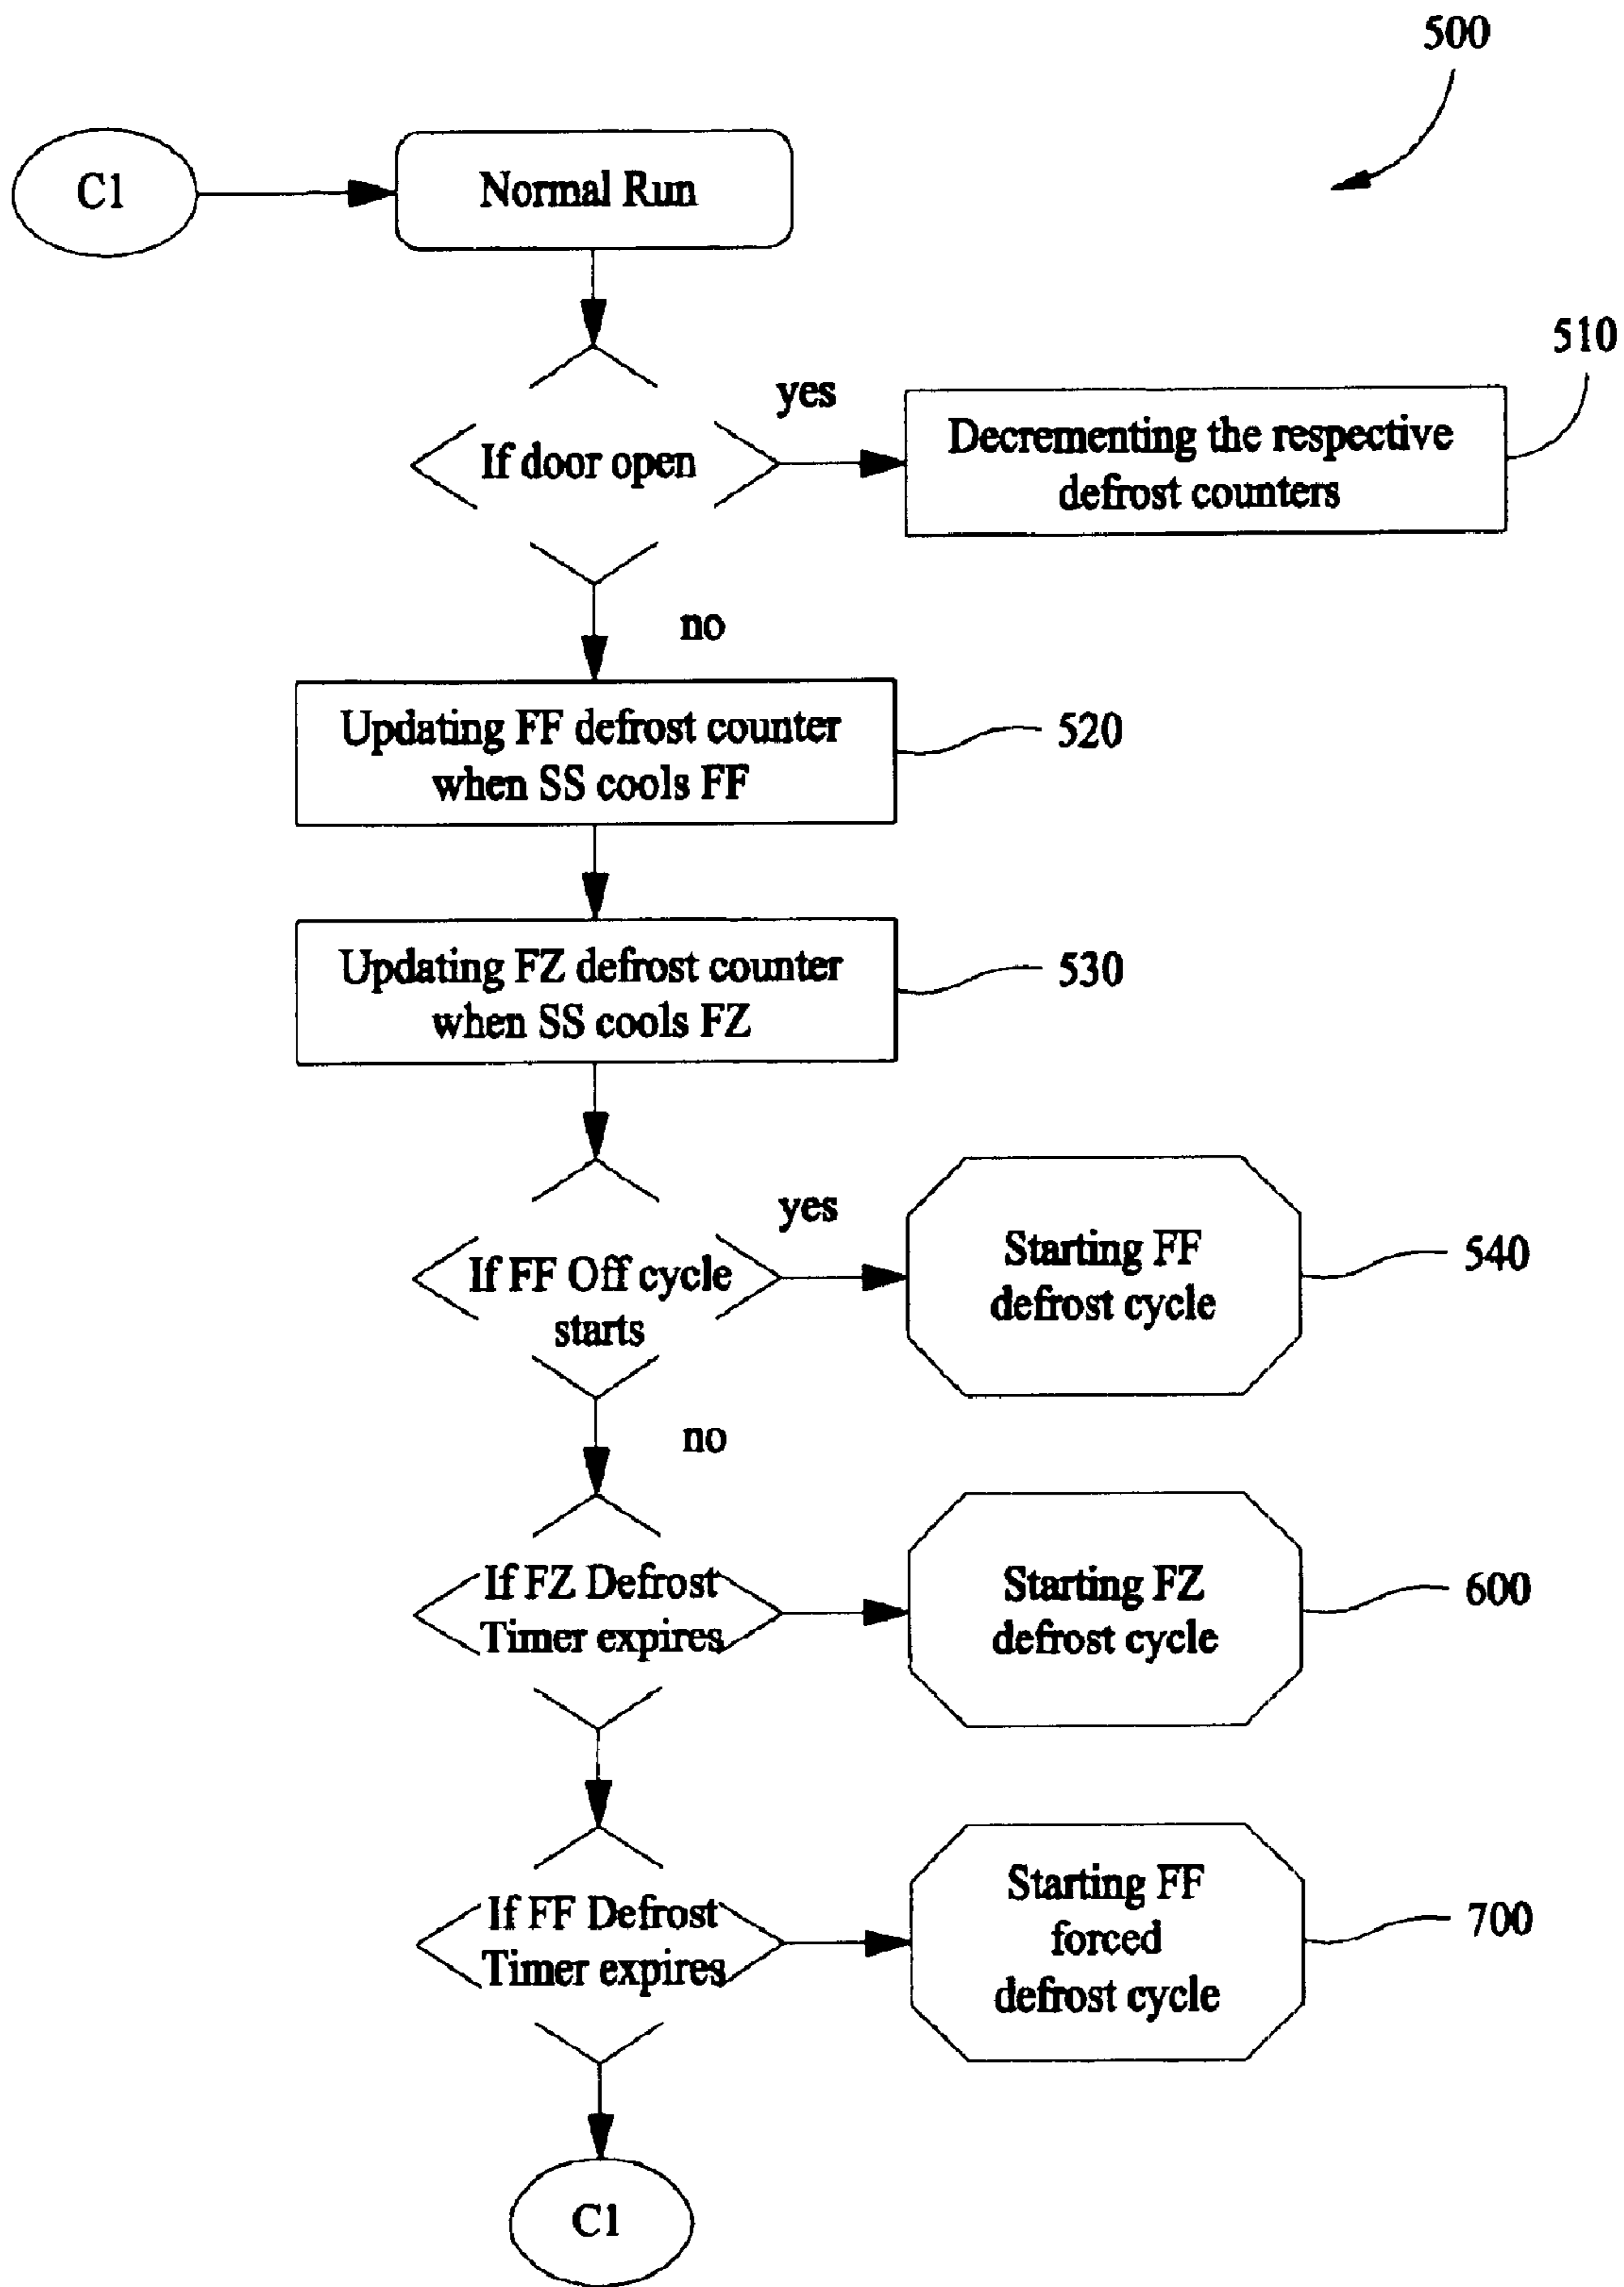 500
C1
Normal Run
510
yes
If door open
Decrementing the respective
defrost counters
no
Updating FF defrost counter
when SS cools FF
520
Updating FZ defrost counter
when SS cools FZ
530
yes
If FF Off cycle
starts
Starting FF
defrost cycle
540
no
If FZ Defrost
Timer expires
Starting FZ
defrost cycle
600
If FF Defrost
Timer expires
Starting FF
forced
defrost cycle
700
C1